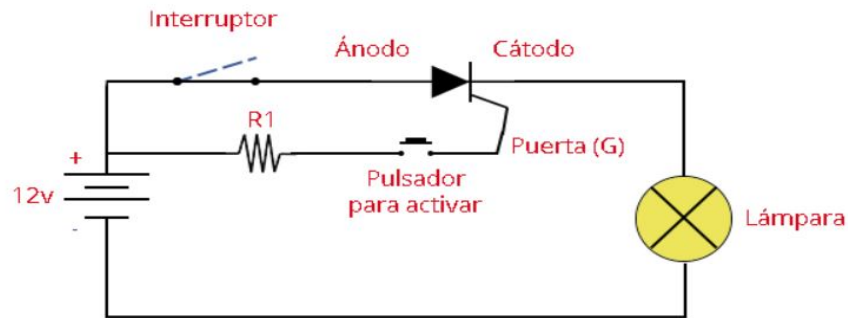 Interruptor
Ánodo
Cátodo
R1
+
Puerta (G)
12v
-
Pulsador
para activar
Lámpara